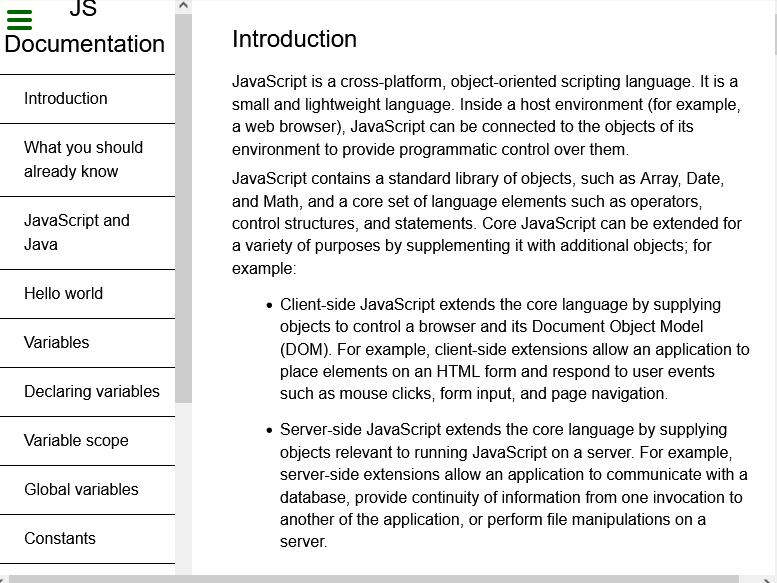 JS
Documentation
Introduction
What you should
already know
JavaScript and
Java
Hello world
Variables
Declaring variables
Variable scope
Global variables
Constants
Introduction
JavaScript is a cross-platform, object-oriented scripting language. It is a
small and lightweight language. Inside a host environment (for example,
a web browser), JavaScript can be connected to the objects of its
environment to provide programmatic control over them.
JavaScript contains a standard library of objects, such as Array, Date,
and Math, and a core set of language elements such as operators,
control structures, and statements. Core JavaScript can be extended for
a variety of purposes by supplementing it with additional objects; for
example:
• Client-side JavaScript extends the core language by supplying
objects to control a browser and its Document Object Model
(DOM). For example, client-side extensions allow an application to
place elements on an HTML form and respond to user events
such as mouse clicks, form input, and page navigation.
• Server-side JavaScript extends the core language by supplying
objects relevant to running JavaScript on a server. For example,
server-side extensions allow an application to communicate with a
database, provide continuity of information from one invocation to
another of the application, or perform file manipulations on a
server.